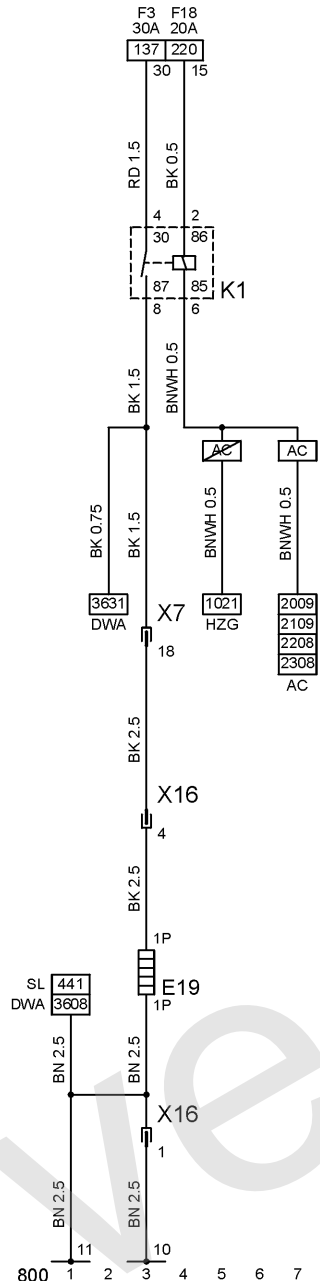 F3 F18
30A 20A
137 220
30 15
RD 1.5 BK 0.5
4 2
30 86
87 85 K1
8 6
BK 1.5 BNWH 0.5
AC AC
BK 0.75 BK 1.5 BNWH 0.5 BNWH 0.5
3631 X7 1021 2009
DWA HZG 2109
18 2208
2308
AC
BK 2.5
X16
4
BK 2.5
1P
SL 441 E19
DWA 3608 1P
BN 2.5 BN 2.5
X16
1
BN 2.5 BN 2.5
11 10
800 1 2 3 4 5 6 7
ve